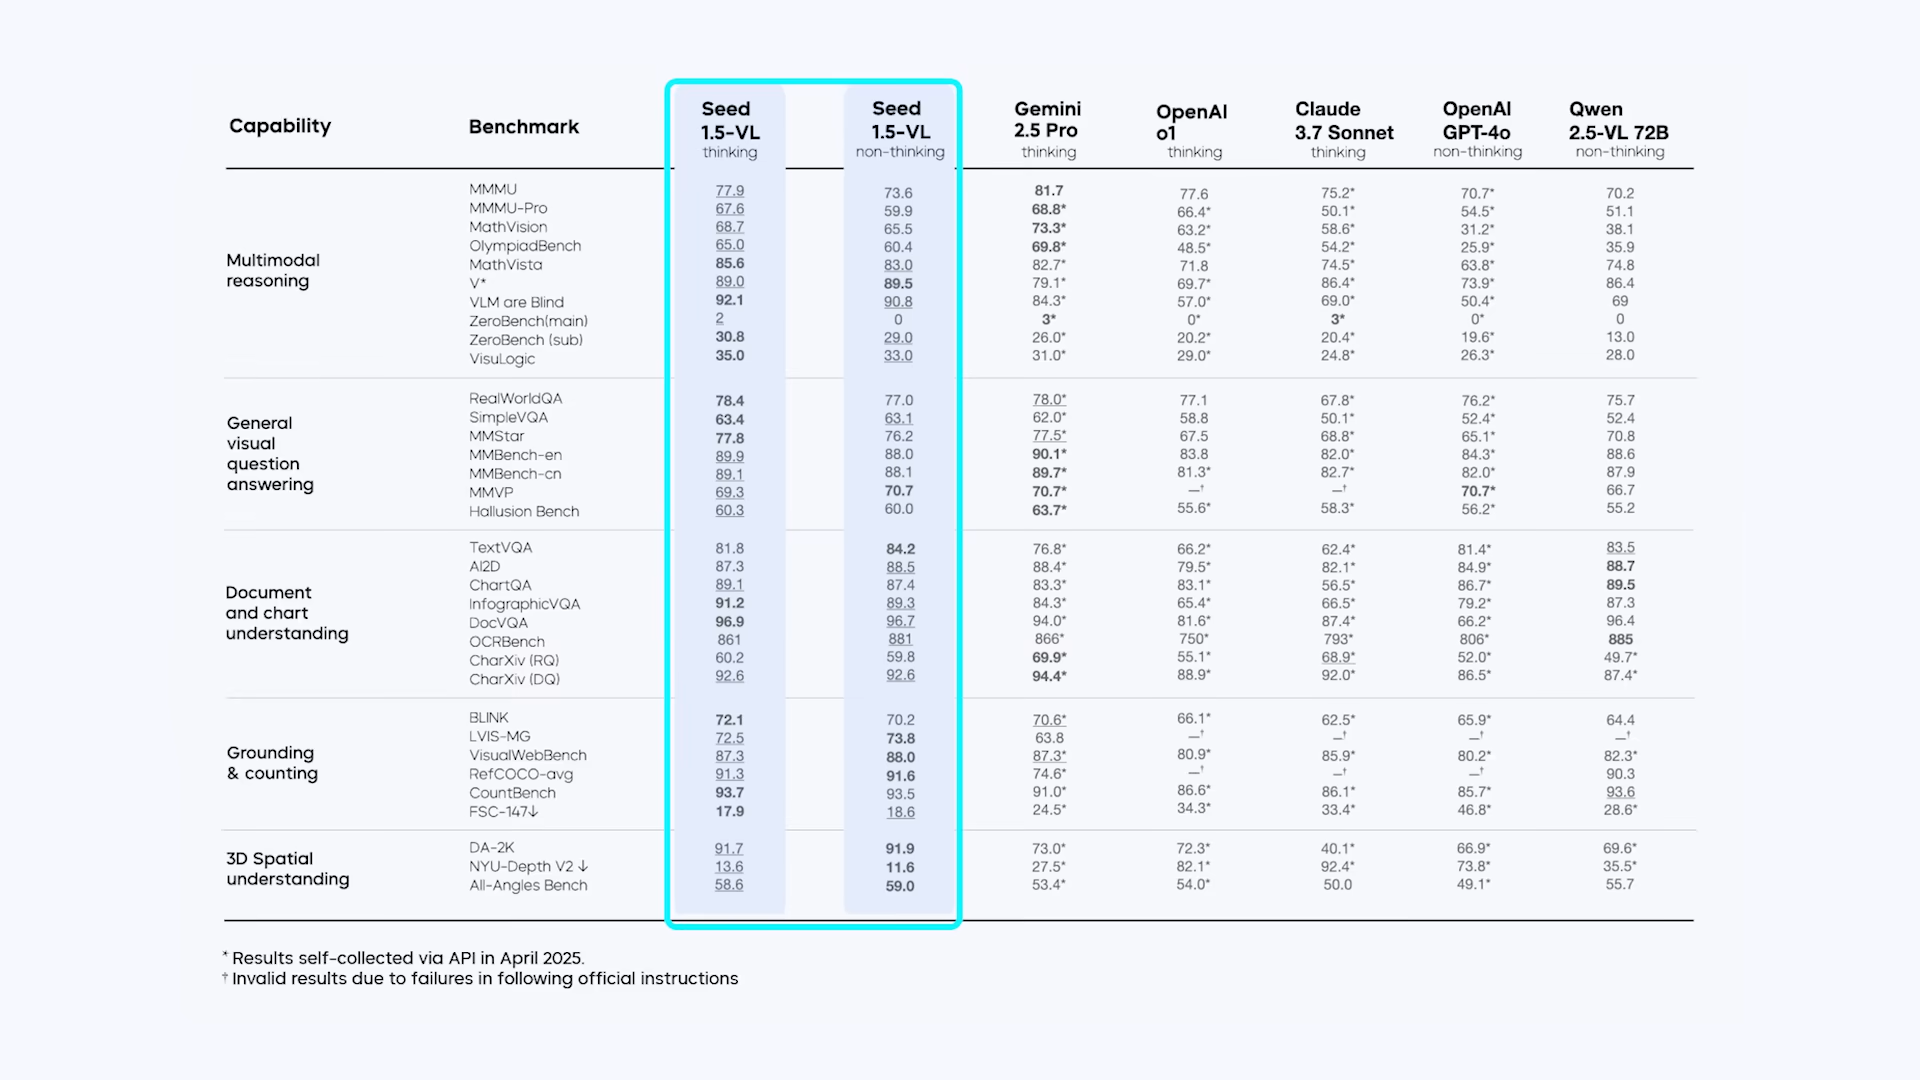 Capability Benchmark Seed 1.5-VL thinking Seed 1.5-VL non-thinking Gemini 2.5 Pro thinking OpenAI o1 thinking Claude 3.7 Sonnet thinking OpenAI GPT-4o non-thinking Qwen 2.5-VL 72B non-thinking
Multimodal reasoning
MMMU 77.9 73.6 81.7 77.6 75.2* 70.7* 70.2
MMMU-Pro 67.6 59.9 68.8* 66.4* 50.1* 54.5* 51.1
MathVision 68.7 65.5 73.3* 63.2* 58.6* 31.2* 38.1
OlympiadBench 65.0 60.4 69.8* 48.5* 54.2* 25.9* 35.9
MathVista 85.6 83.0 82.7* 71.8 74.5* 63.8* 74.8
V* 89.0 89.5 79.1* 69.7* 86.4* 73.9* 86.4
VLM are Blind 92.1 90.8 84.3* 57.0* 69.0* 50.4* 69
ZeroBench(main) 2 0 3* 0* 3* 0* 0
ZeroBench (sub) 30.8 29.0 26.0* 20.2* 20.4* 19.6* 13.0
VisuLogic 35.0 33.0 31.0* 29.0* 24.8* 26.3* 28.0
General visual question answering
RealWorldQA 78.4 77.0 78.0* 77.1 67.8* 76.2* 75.7
SimpleVQA 63.4 63.1 62.0* 58.8 50.1* 52.4* 52.4
MMStar 77.8 76.2 77.5* 67.5 68.8* 65.1* 70.8
MMBench-en 89.9 88.0 90.1* 83.8 82.0* 84.3* 88.6
MMBench-cn 89.1 88.1 89.7* 81.3* 82.7* 82.0* 87.9
MMVP 69.3 70.7 70.7* —† —† 70.7* 66.7
Hallusion Bench 60.3 60.0 63.7* 55.6* 58.3* 56.2* 55.2
Document and chart understanding
TextVQA 81.8 84.2 76.8* 66.2* 62.4* 81.4* 83.5
AI2D 87.3 88.5 88.4* 79.5* 82.1* 84.9* 88.7
ChartQA 89.1 87.4 83.3* 83.1* 56.5* 86.7* 89.5
InfographicVQA 91.2 89.3 84.3* 65.4* 66.5* 79.2* 87.3
DocVQA 96.9 96.7 94.0* 81.6* 87.4* 66.2* 96.4
OCRBench 861 881 866* 750* 793* 806* 885
CharXiv (RQ) 60.2 59.8 69.9* 55.1* 68.9* 52.0* 49.7*
CharXiv (DQ) 92.6 92.6 94.4* 88.9* 92.0* 86.5* 87.4*
Grounding & counting
BLINK 72.1 70.2 70.6* 66.1* 62.5* 65.9* 64.4
LVIS-MG 72.5 73.8 63.8 —† —† —† —†
VisualWebBench 87.3 88.0 87.3* 80.9* 85.9* 80.2* 82.3*
RefCOCO-avg 91.3 91.6 74.6* —† —† —† 90.3
CountBench 93.7 93.5 91.0* 86.6* 86.1* 85.7* 93.6
FSC-147↓ 17.9 18.6 24.5* 34.3* 33.4* 46.8* 28.6*
3D Spatial understanding
DA-2K 91.7 91.9 73.0* 72.3* 40.1* 66.9* 69.6*
NYU-Depth V2 ↓ 13.6 11.6 27.5* 82.1* 92.4* 73.8* 35.5*
All-Angles Bench 58.6 59.0 53.4* 54.0* 50.0 49.1* 55.7
* Results self-collected via API in April 2025.
† Invalid results due to failures in following official instructions